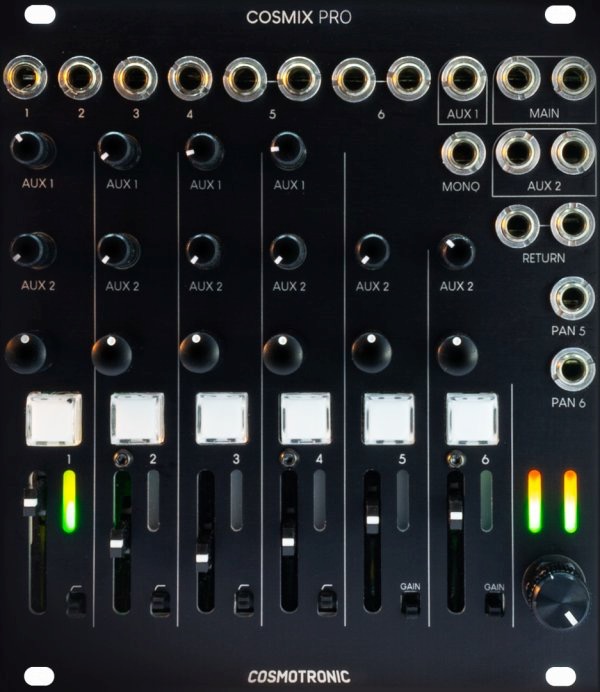 COSMIX PRO
1 2 3 4 5 6 AUX 1 MAIN
AUX 1 AUX 1 AUX 1 AUX 1 MONO AUX 2
RETURN
AUX 2 AUX 2 AUX 2 AUX 2 AUX 2 AUX 2
PAN 5
PAN 6
1 2 3 4 5 6
GAIN GAIN
COSMOTRONIC